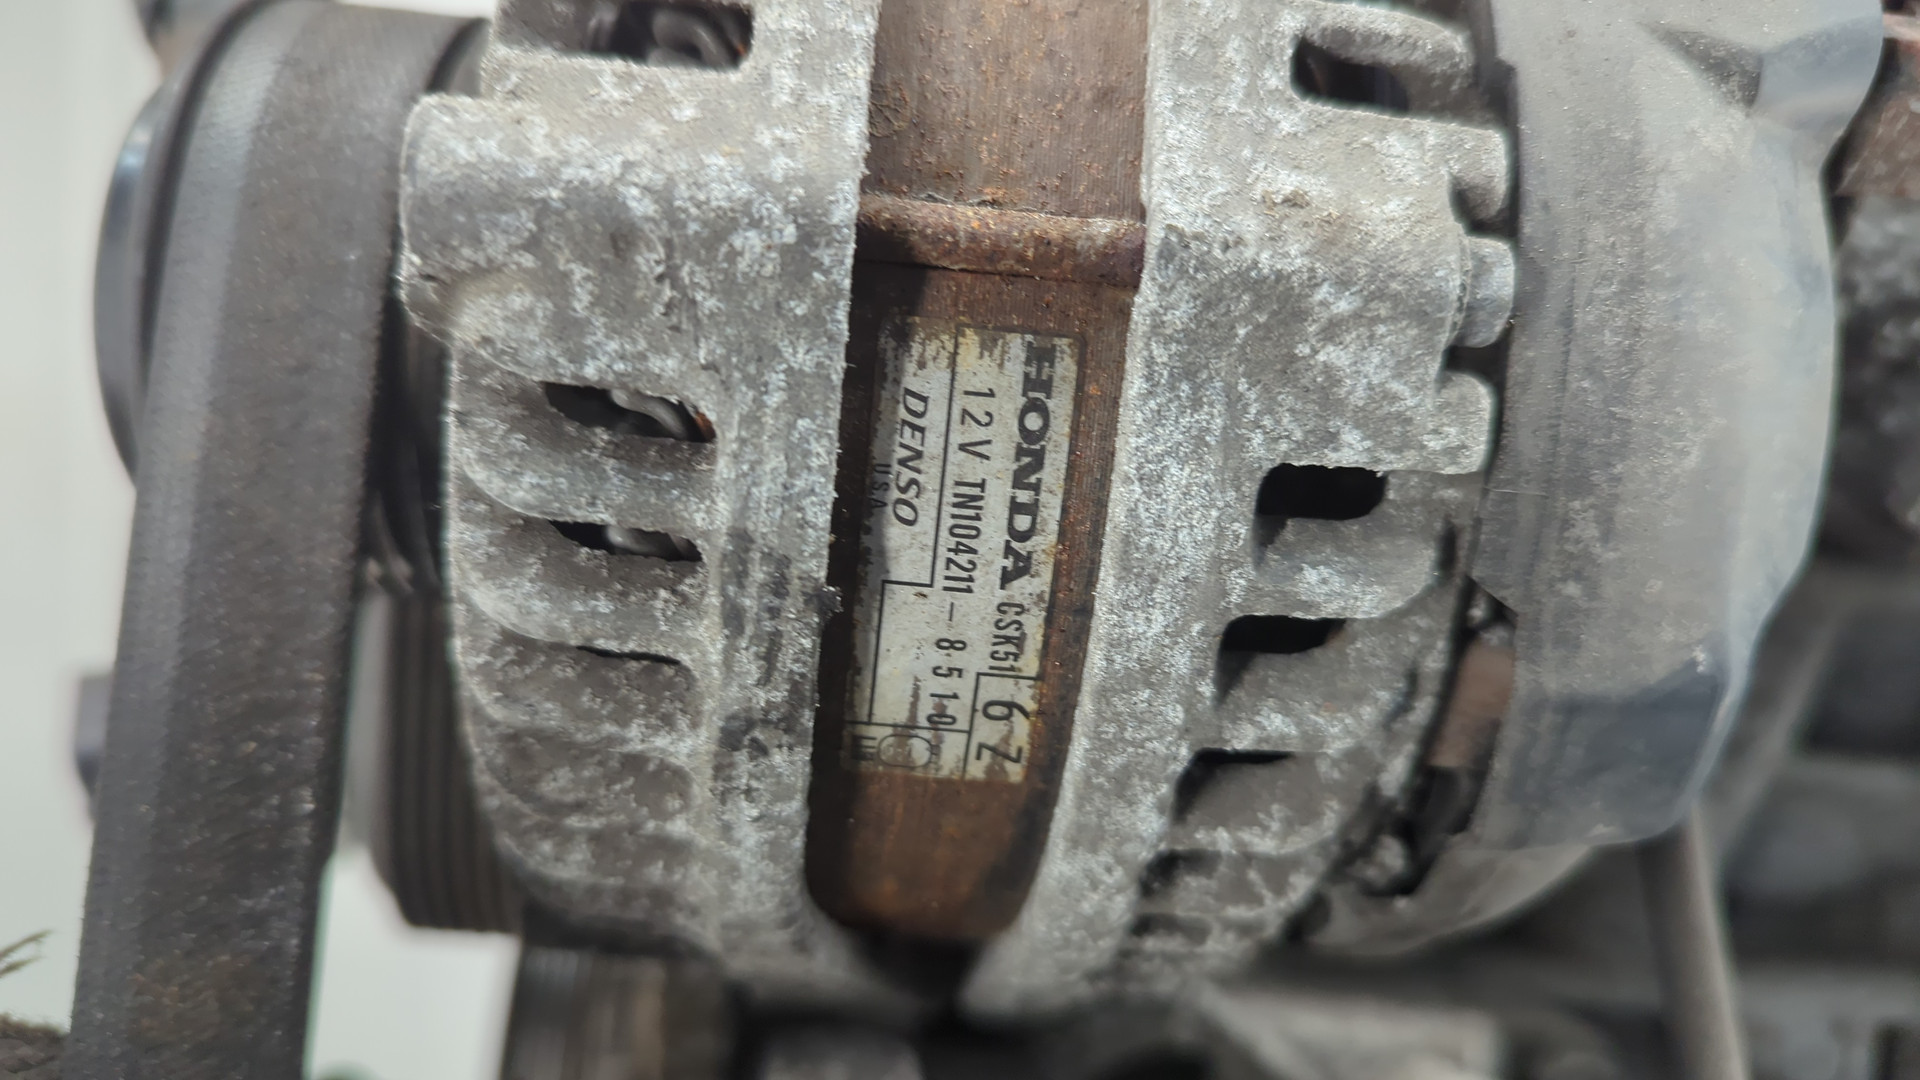 HONDA CSK51 6Z
12V TN104211-8510
DENSO
USA